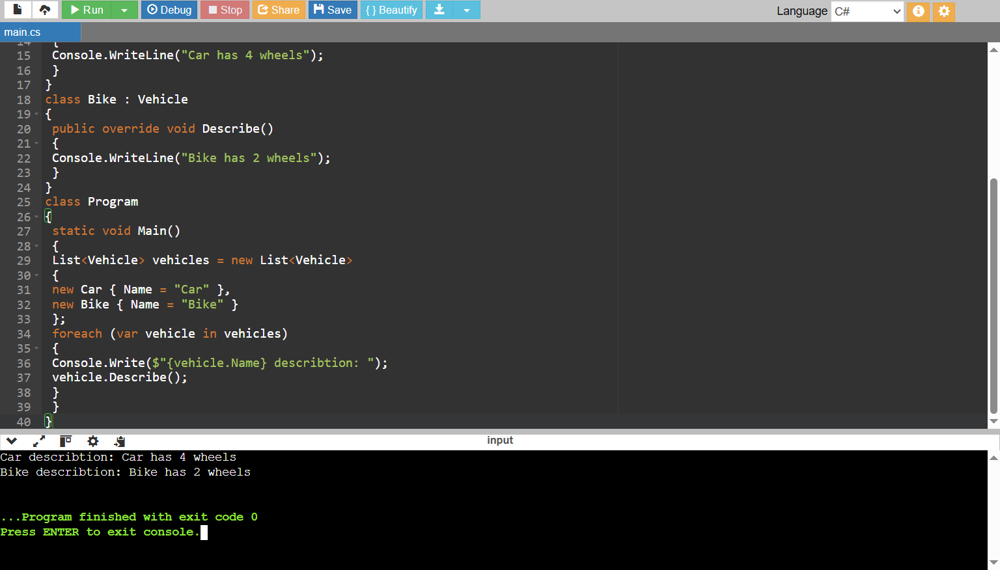 Run Debug Stop Share Save { } Beautify Language C#
main.cs
14 {
15 Console.WriteLine("Car has 4 wheels");
16 }
17 }
18 class Bike : Vehicle
19 {
20 public override void Describe()
21 {
22 Console.WriteLine("Bike has 2 wheels");
23 }
24 }
25 class Program
26 {
27 static void Main()
28 {
29 List<Vehicle> vehicles = new List<Vehicle>
30 {
31 new Car { Name = "Car" },
32 new Bike { Name = "Bike" }
33 };
34 foreach (var vehicle in vehicles)
35 {
36 Console.Write($"{vehicle.Name} describtion: ");
37 vehicle.Describe();
38 }
39 }
40 }
input
Car describtion: Car has 4 wheels
Bike describtion: Bike has 2 wheels
...Program finished with exit code 0
Press ENTER to exit console.